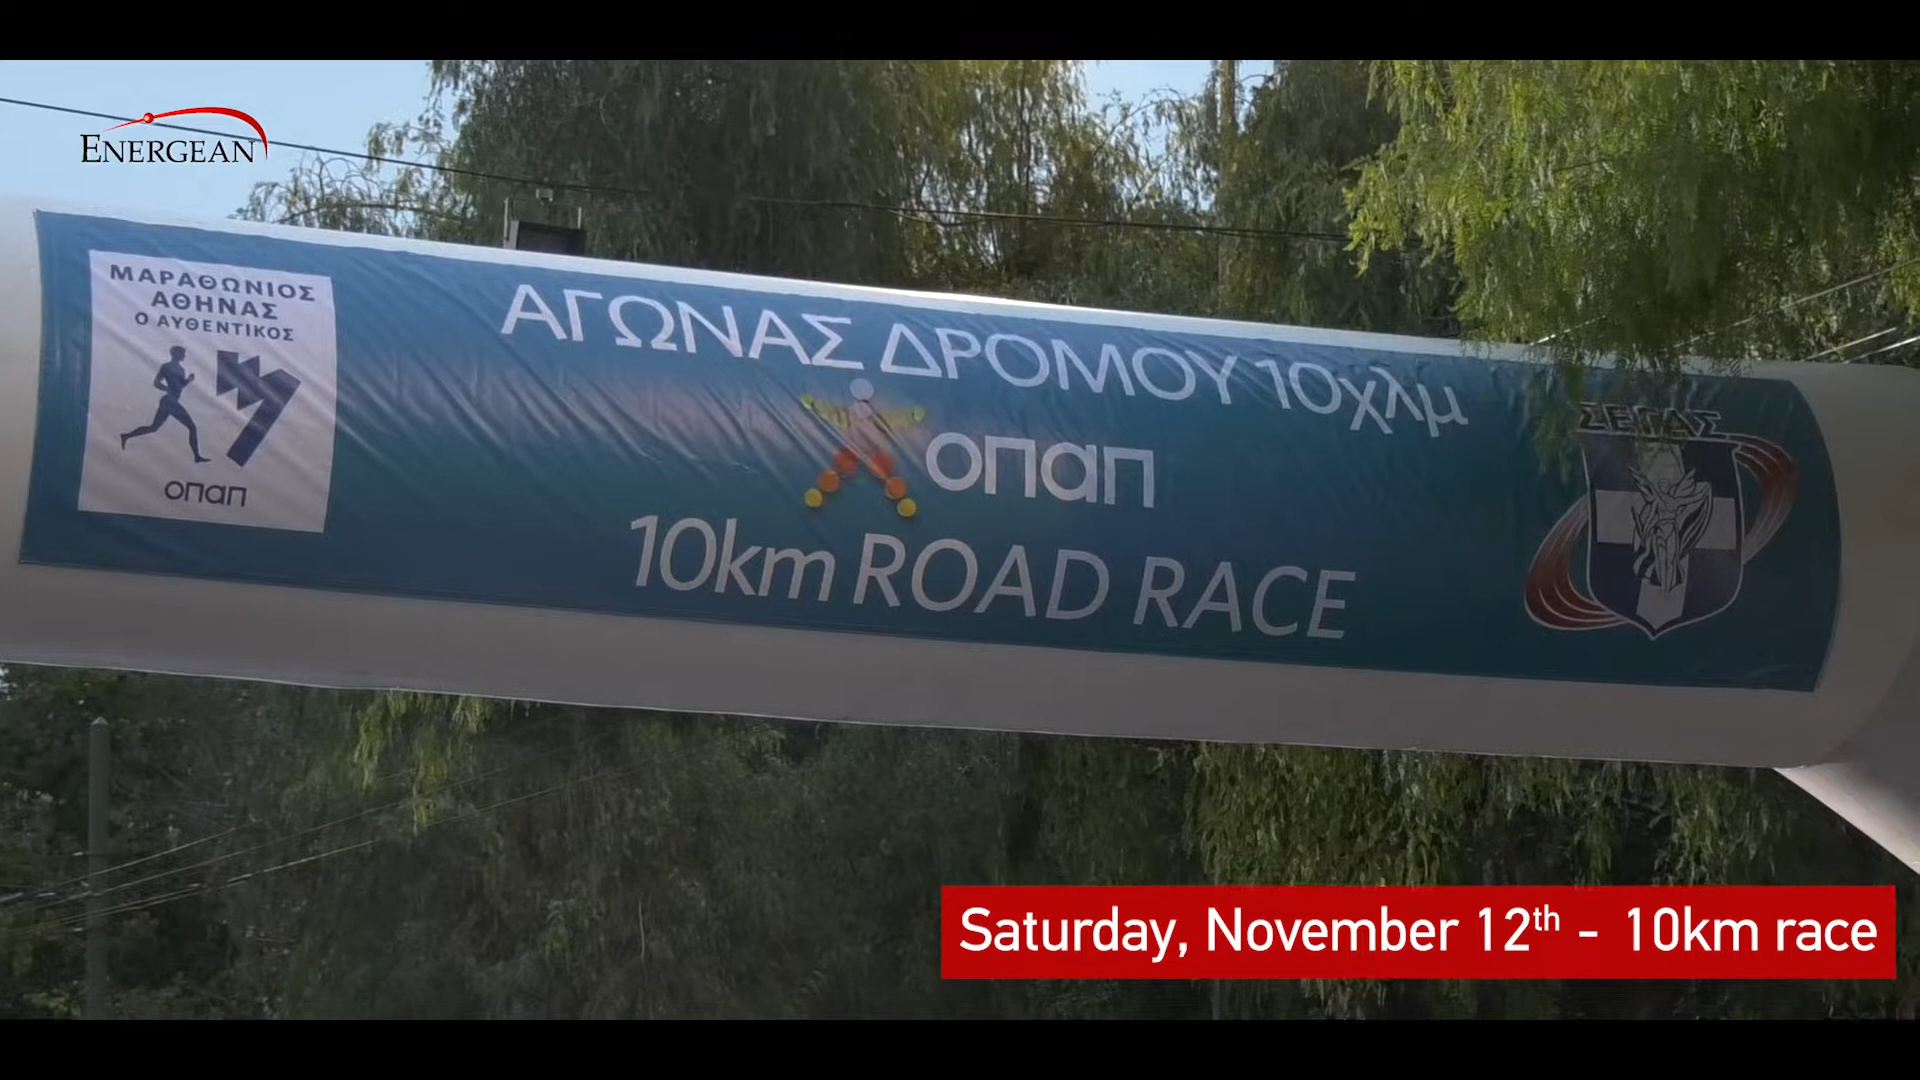 ENERGEAN
ΜΑΡΑΘΩΝΙΟΣ
ΑΘΗΝΑΣ
Ο ΑΥΘΕΝΤΙΚΟΣ
οπαπ
ΑΓΩΝΑΣ ΔΡΟΜΟΥ 10χλμ
οπαπ
10km ROAD RACE
ΣΕΓΑΣ
Saturday, November 12th - 10km race